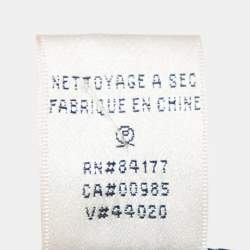 NETTOYAGE A SEC
FABRIQUE EN CHINE
P
RN#84177
CA#00985
V#44020